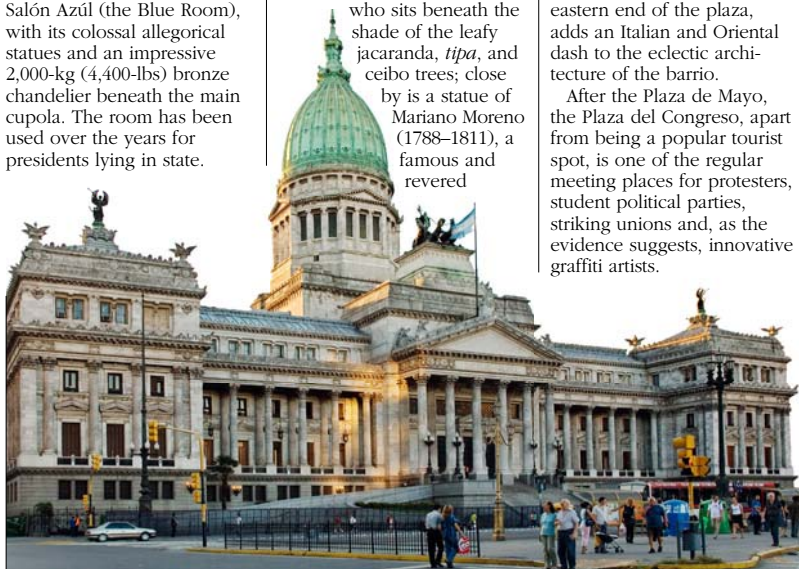 Salón Azúl (the Blue Room),
with its colossal allegorical
statues and an impressive
2,000-kg (4,400-lbs) bronze
chandelier beneath the main
cupola. The room has been
used over the years for
presidents lying in state.
who sits beneath the
shade of the leafy
jacaranda, tipa, and
ceibo trees; close
by is a statue of
Mariano Moreno
(1788–1811), a
famous and
revered
eastern end of the plaza,
adds an Italian and Oriental
dash to the eclectic archi-
tecture of the barrio.
After the Plaza de Mayo,
the Plaza del Congreso, apart
from being a popular tourist
spot, is one of the regular
meeting places for protesters,
student political parties,
striking unions and, as the
evidence suggests, innovative
graffiti artists.